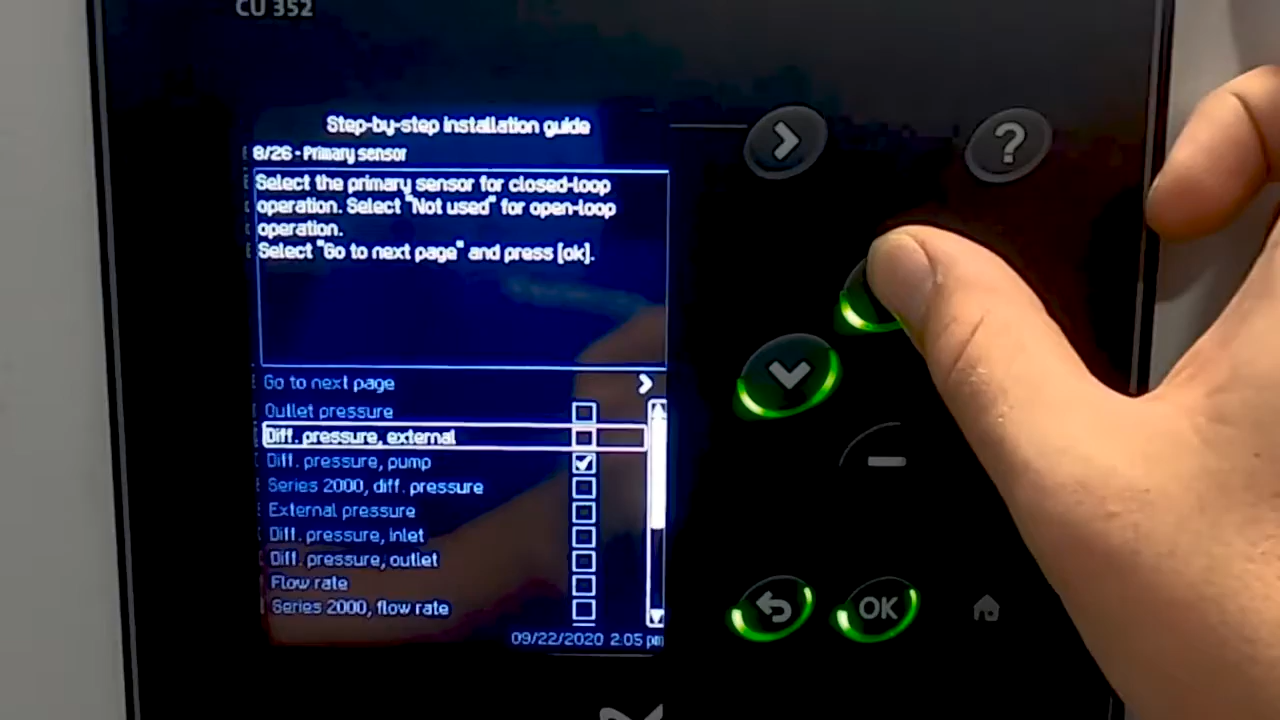 CU 352
Step-by-step installation guide
8/26 - Primary sensor
Select the primary sensor for closed-loop
operation. Select "Not used" for open-loop
operation.
Select "Go to next page" and press [ok].
Go to next page
Outlet pressure
Diff. pressure, external
Diff. pressure, pump
Series 2000, diff. pressure
External pressure
Diff. pressure, inlet
Diff. pressure, outlet
Flow rate
Series 2000, flow rate
09/22/2020 2:05 pm
?
OK